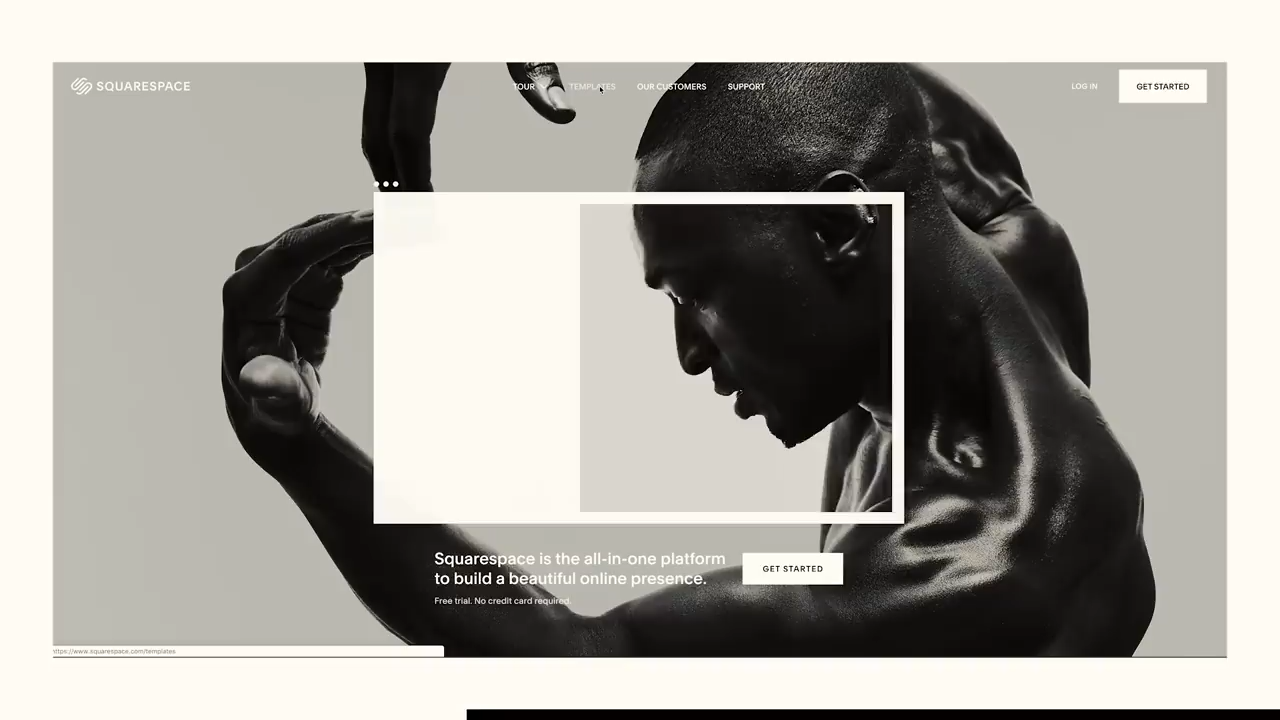 SQUARESPACE
TOUR
TEMPLATES
OUR CUSTOMERS
SUPPORT
LOG IN
GET STARTED
Squarespace is the all-in-one platform
to build a beautiful online presence.
GET STARTED
Free trial. No credit card required.
https://www.squarespace.com/templates